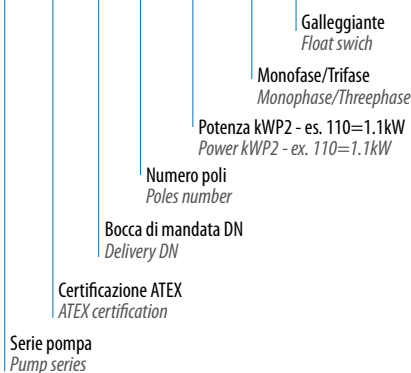 Galleggiante
Float swich
Monofase/Trifase
Monophase/Threephase
Potenza kWP2 - es. 110=1.1kW
Power kWP2 - ex. 110=1.1kW
Numero poli
Poles number
Bocca di mandata DN
Delivery DN
Certificazione ATEX
ATEX certification
Serie pompa
Pump series